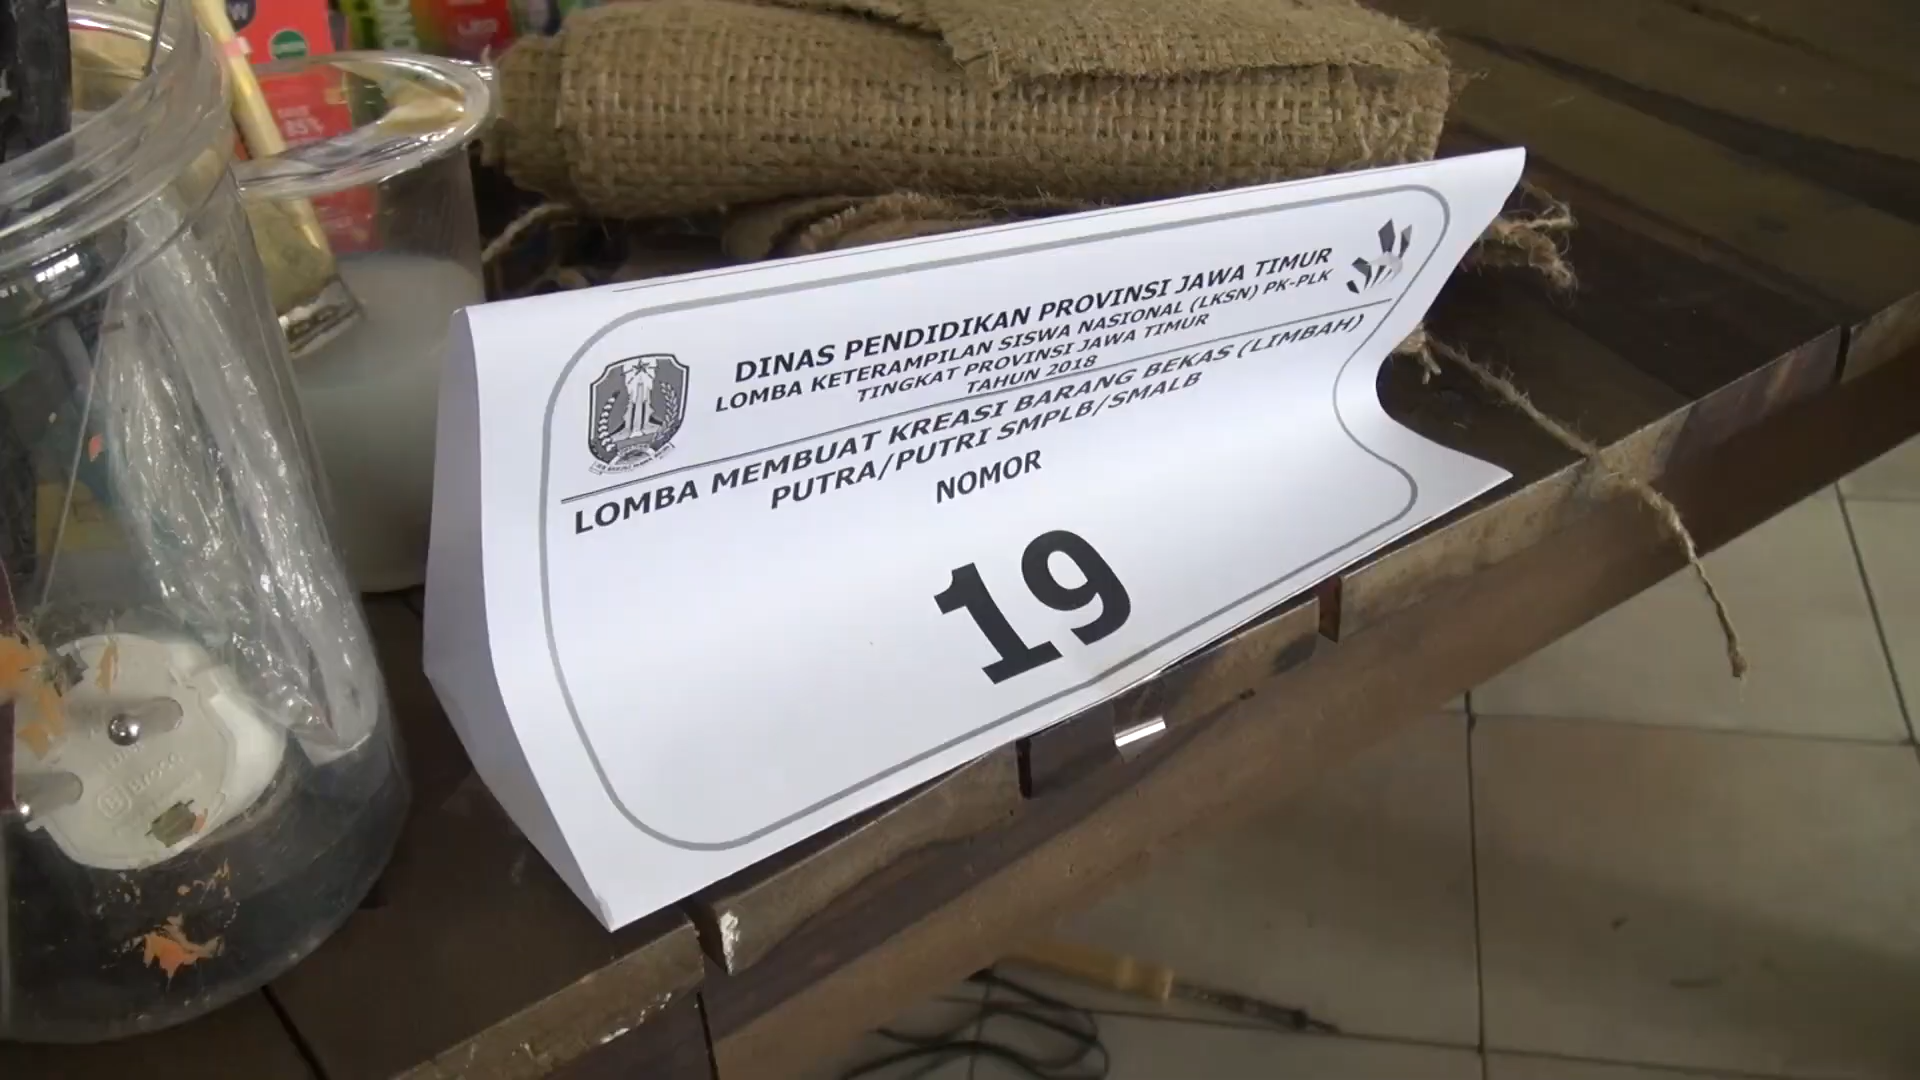 DINAS PENDIDIKAN PROVINSI JAWA TIMUR
LOMBA KETERAMPILAN SISWA NASIONAL (LKSN) PK-PLK
TINGKAT PROVINSI JAWA TIMUR
TAHUN 2018
LOMBA MEMBUAT KREASI BARANG BEKAS (LIMBAH)
PUTRA/PUTRI SMPLB/SMALB
NOMOR
19